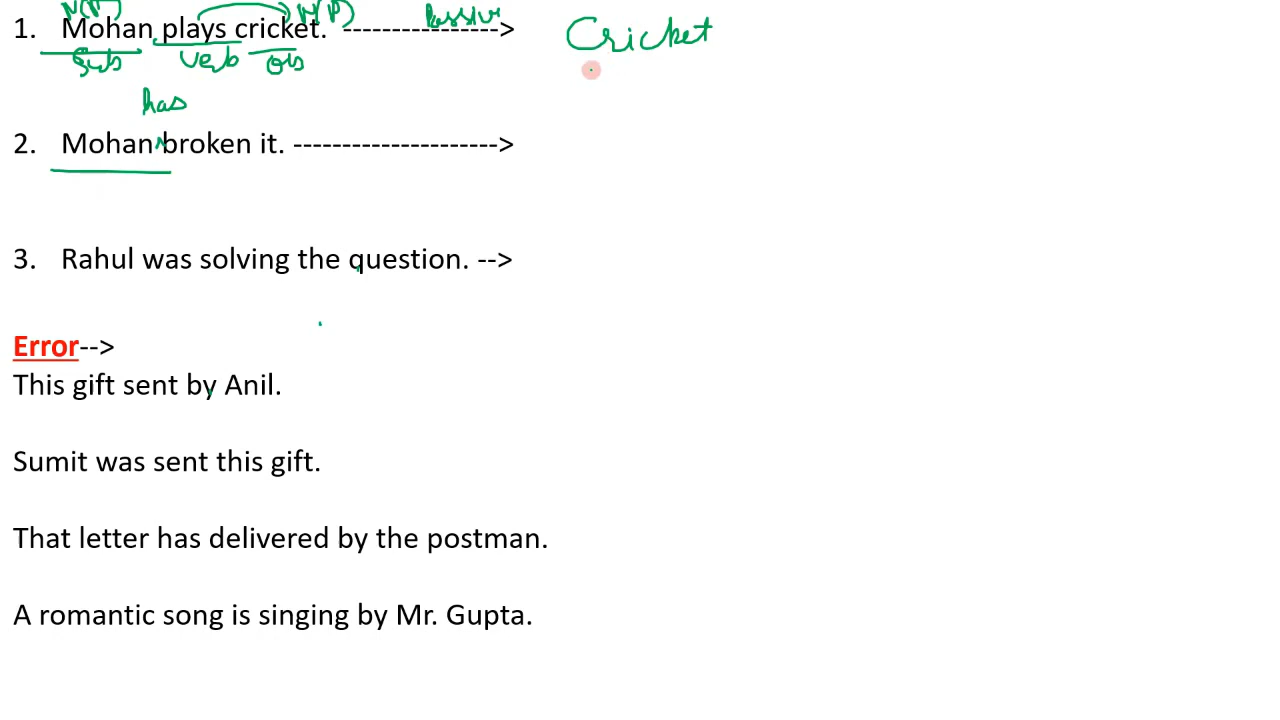 N(P) N(P) Passive
1. Mohan plays cricket. ----------------> Cricket
Sub verb Ob
has
2. Mohan broken it. --------------------->
3. Rahul was solving the question. -->
Error-->
This gift sent by Anil.
Sumit was sent this gift.
That letter has delivered by the postman.
A romantic song is singing by Mr. Gupta.